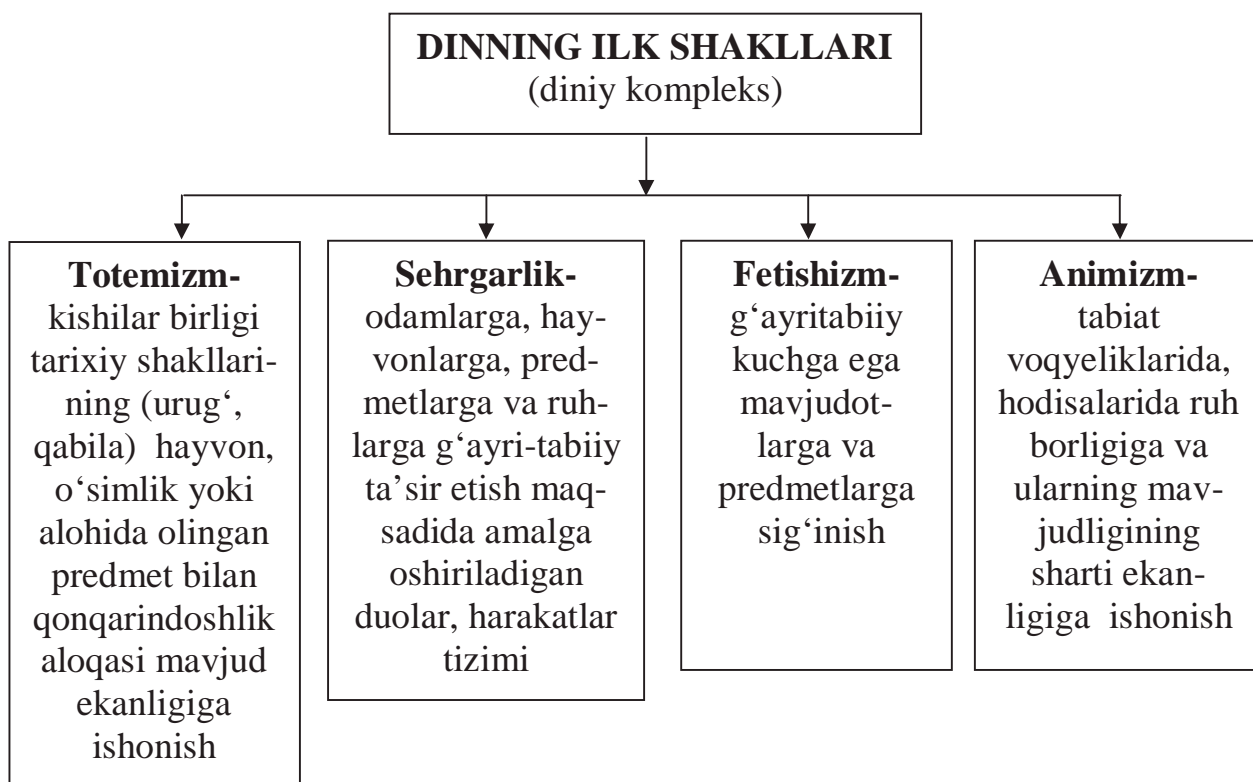 DINNING ILK SHAKLLARI
(diniy kompleks)
Totemizm-
kishilar birligi
tarixiy shakllari-
ning (urug‘,
qabila) hayvon,
o‘simlik yoki
alohida olingan
predmet bilan
qonqarindoshlik
aloqasi mavjud
ekanligiga
ishonish
Sehrgarlik-
odamlarga, hay-
vonlarga, pred-
metlarga va ruh-
larga g‘ayri-tabiiy
ta’sir etish maq-
sadida amalga
oshiriladigan
duolar, harakatlar
tizimi
Fetishizm-
g‘ayritabiiy
kuchga ega
mavjudot-
larga va
predmetlarga
sig‘inish
Animizm-
tabiat
voqyeliklarida,
hodisalarida ruh
borligiga va
ularning mav-
judligining
sharti ekan-
ligiga ishonish